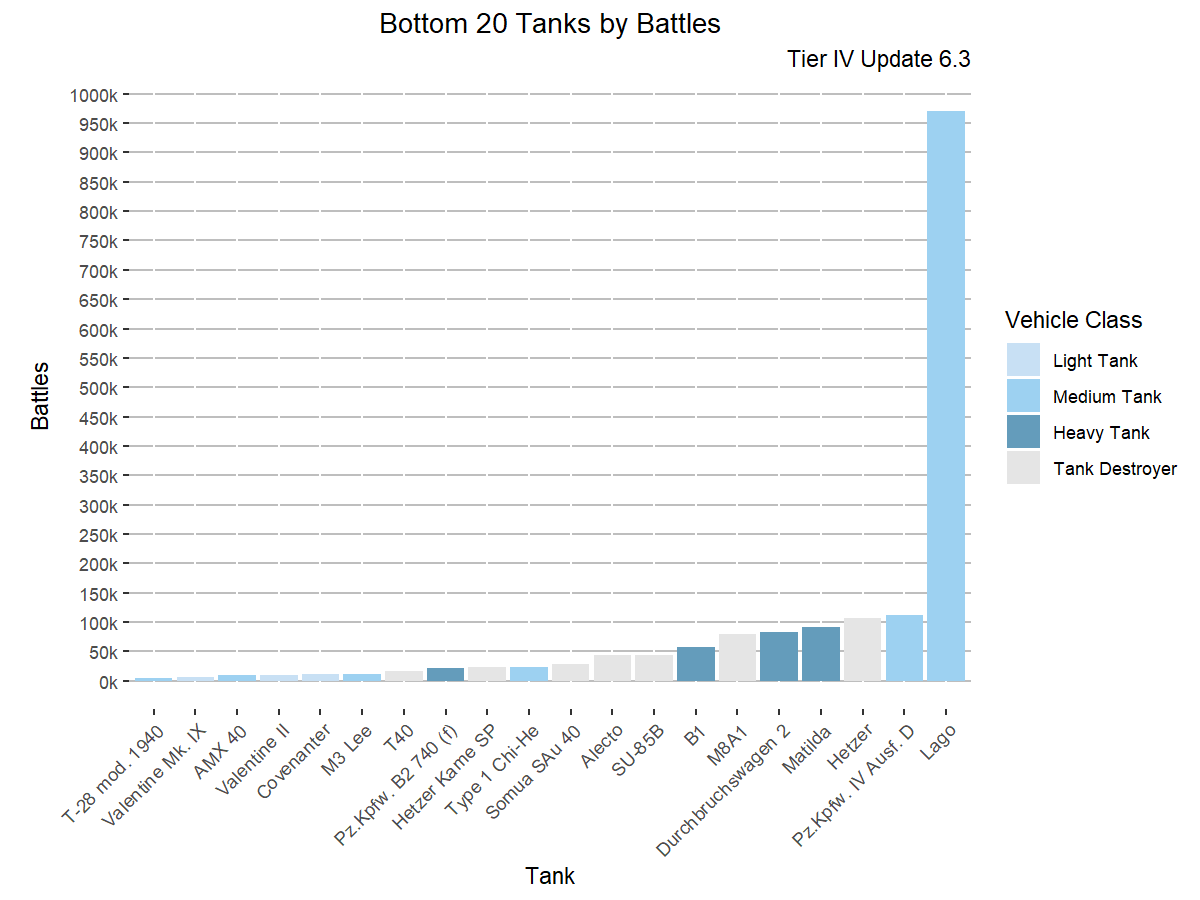 Bottom 20 Tanks by Battles
Tier IV Update 6.3
1000k
950k
900k
850k
800k
750k
700k
650k
600k
550k
500k
450k
400k
350k
300k
250k
200k
150k
100k
50k
0k
Battles
T-28 mod. 1940
Valentine Mk. IX
AMX 40
Valentine II
Covenanter
M3 Lee
T40
Pz.Kpfw. B2 740 (f)
Hetzer Kame SP
Type 1 Chi-He
Somua SAu 40
Alecto
SU-85B
B1
M8A1
Durchbruchswagen 2
Matilda
Hetzer
Pz.Kpfw. IV Ausf. D
Lago
Tank
Vehicle Class
Light Tank
Medium Tank
Heavy Tank
Tank Destroyer